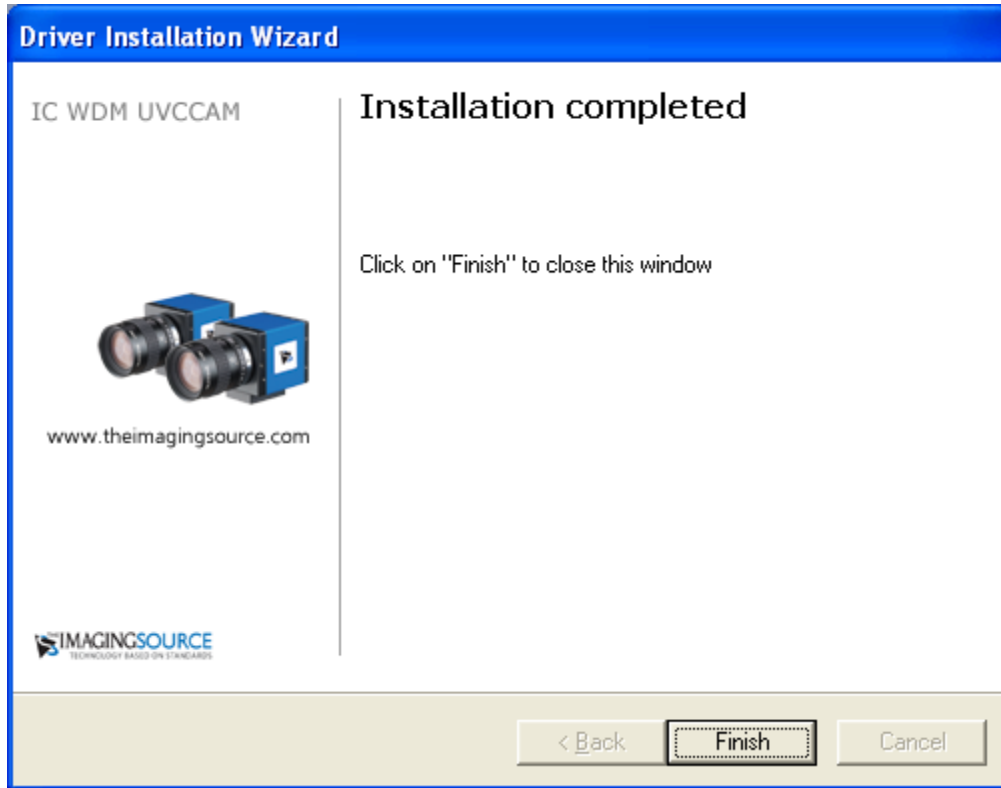 Driver Installation Wizard
IC WDM UVCCAM
Installation completed
Click on "Finish" to close this window
www.theimagingsource.com
THE IMAGINGSOURCE
TECHNOLOGY BASED ON STANDARDS
< Back
Finish
Cancel